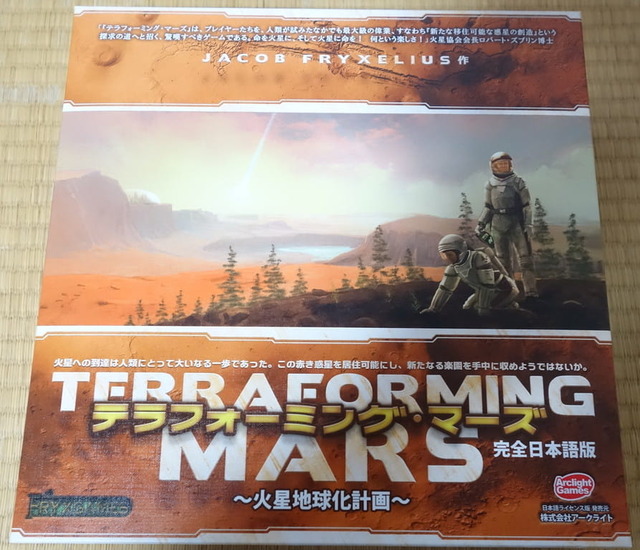 「『テラフォーミング・マーズ』は、プレイヤーたちを、人類が試みたなかでも最大級の偉業、すなわち「新たな移住可能な惑星の創造」という
探求の道へと招く、驚嘆すべきゲームである。命を火星に、そして火星に命を！ 何という楽しさ！」火星協会会長ロバート・ズブリン博士
JACOB FRYXELIUS 作
火星への到達は人類にとって大いなる一歩であった。この赤き惑星を居住可能にし、新たなる楽園を手中に収めようではないか。
TERRAFORMING
テラフォーミング・マーズ
MARS
完全日本語版
～火星地球化計画～
FRYXGAMES
Arclight
Games
日本語ライセンス版 発売元
株式会社アークライト